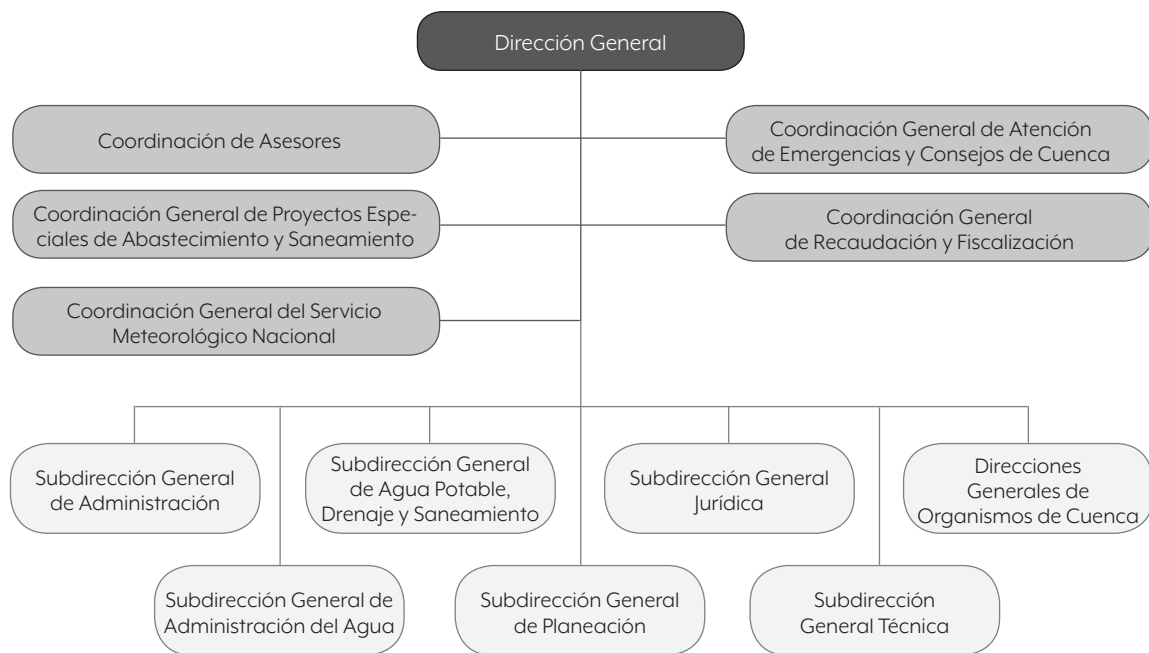 Dirección General
Coordinación de Asesores
Coordinación General de Atención
de Emergencias y Consejos de Cuenca
Coordinación General de Proyectos Espe-
ciales de Abastecimiento y Saneamiento
Coordinación General
de Recaudación y Fiscalización
Coordinación General del Servicio
Meteorológico Nacional
Subdirección General
de Administración
Subdirección General
de Agua Potable,
Drenaje y Saneamiento
Subdirección General
Jurídica
Direcciones
Generales de
Organismos de Cuenca
Subdirección General de
Administración del Agua
Subdirección General
de Planeación
Subdirección
General Técnica